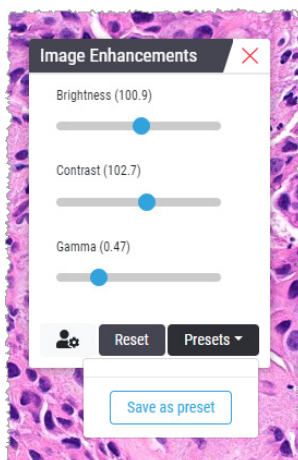 Image Enhancements
Brightness (100.9)
Contrast (102.7)
Gamma (0.47)
Reset Presets
Save as preset